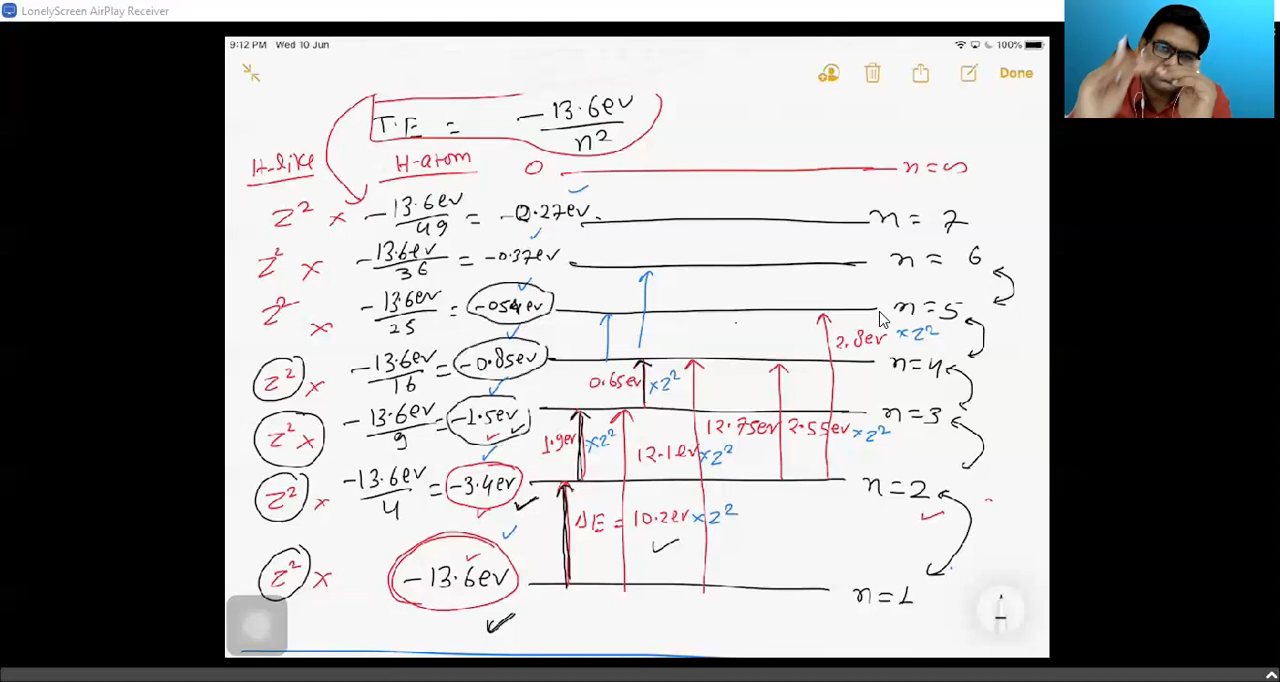 LonelyScreen AirPlay Receiver
9:12 PM Wed 10 Jun 100%
Done
T.E = -13.6ev/n²
H-like H-atom 0 n=∞
Z² × -13.6ev/49 = -0.27ev n = 7
Z² × -13.6ev/36 = -0.37ev n = 6
Z² × -13.6ev/25 = -0.54ev n=5
2.8ev ×Z²
Z² × -13.6ev/16 = -0.85ev n=4
0.65ev ×Z²
Z² × -13.6ev/9 = -1.5ev n=3
1.9ev ×Z² 12.1ev ×Z² 12.75ev 2.55ev ×Z²
Z² × -13.6ev/4 = -3.4ev n=2
ΔE = 10.2ev ×Z²
Z² × -13.6ev n=1